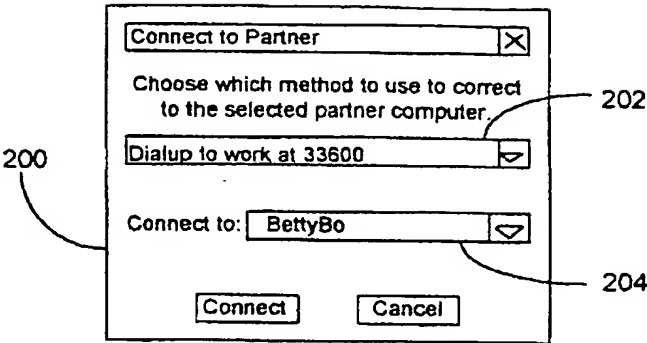 Connect to Partner
Choose which method to use to correct
to the selected partner computer.
202
Dialup to work at 33600
200
Connect to: BettyBo
204
Connect Cancel